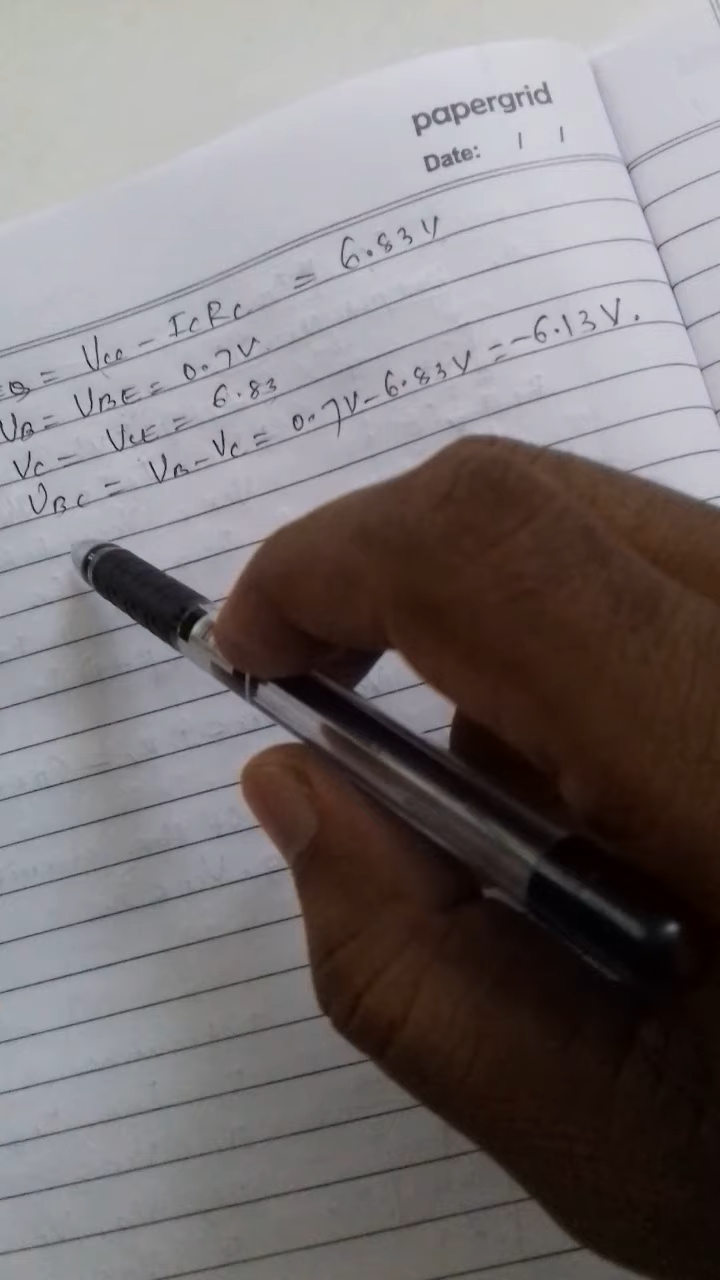 papergrid
Date: / /
EQ = Vcc - IcRc = 6.83V
VB = VBE = 0.7V
VC = VCE = 6.83
VBC = VB-VC = 0.7V-6.83V = -6.13V.